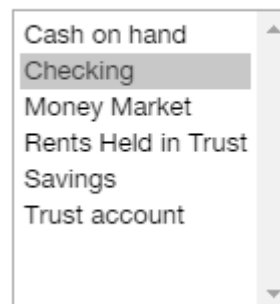 Cash on hand
Checking
Money Market
Rents Held in Trust
Savings
Trust account